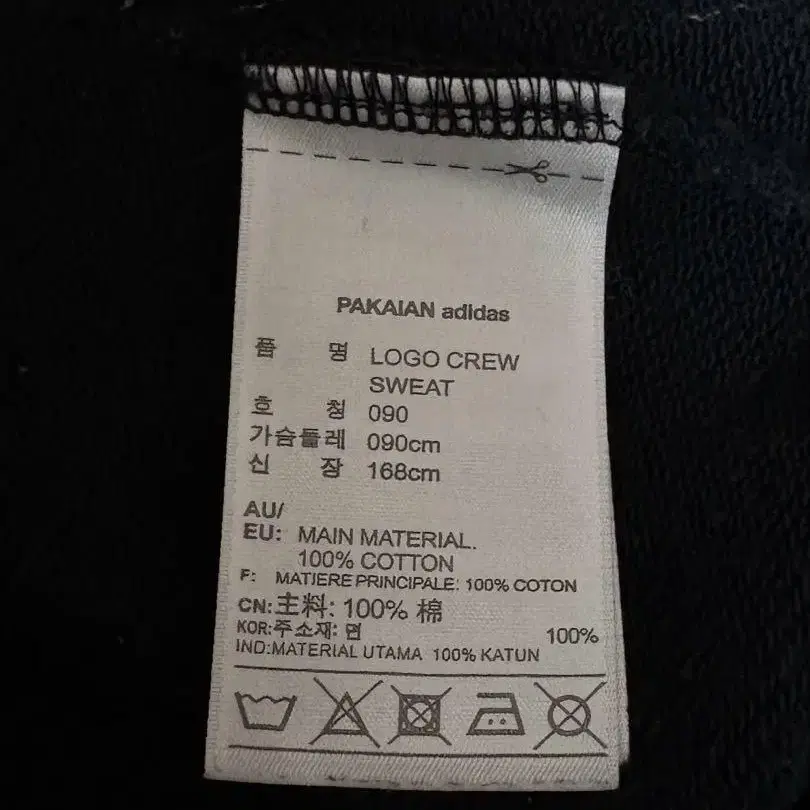 PAKAIAN adidas
품 명 LOGO CREW
SWEAT
호 칭 090
가슴둘레 090cm
신 장 168cm
AU/
EU: MAIN MATERIAL.
100% COTTON
F: MATIERE PRINCIPALE: 100% COTON
CN:主料: 100% 棉
KOR:주소재: 면 100%
IND:MATERIAL UTAMA 100% KATUN